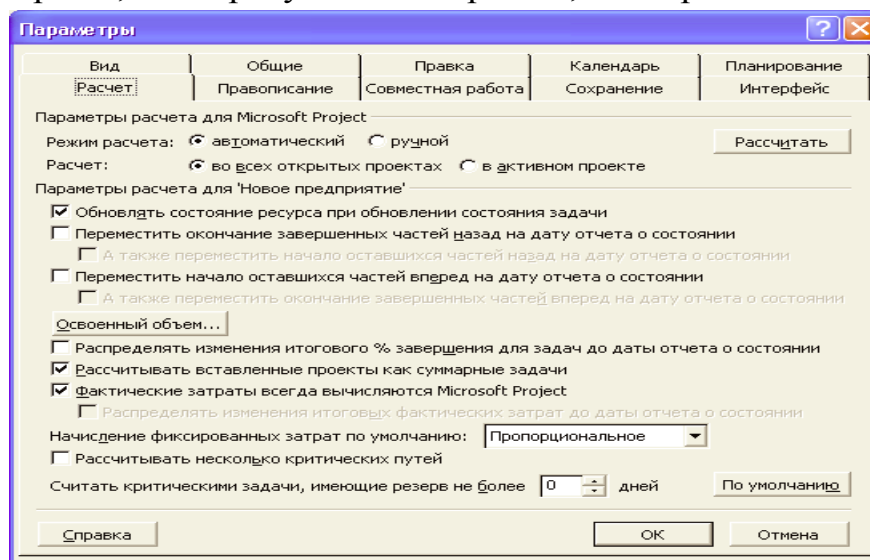 Параметры
Вид Общие Правка Календарь Планирование
Расчет Правописание Совместная работа Сохранение Интерфейс
Параметры расчета для Microsoft Project
Режим расчета: автоматический ручной Рассчитать
Расчет: во всех открытых проектах в активном проекте
Параметры расчета для 'Новое предприятие'
Обновлять состояние ресурса при обновлении состояния задачи
Переместить окончание завершенных частей назад на дату отчета о состоянии
А также переместить начало оставшихся частей назад на дату отчета о состоянии
Переместить начало оставшихся частей вперед на дату отчета о состоянии
А также переместить окончание завершенных частей вперед на дату отчета о состоянии
Освоенный объем...
Распределять изменения итогового % завершения для задач до даты отчета о состоянии
Рассчитывать вставленные проекты как суммарные задачи
Фактические затраты всегда вычисляются Microsoft Project
Распределять изменения итоговых фактических затрат до даты отчета о состоянии
Начисление фиксированных затрат по умолчанию: Пропорциональное
Рассчитывать несколько критических путей
Считать критическими задачи, имеющие резерв не более 0 дней По умолчанию
Справка ОК Отмена